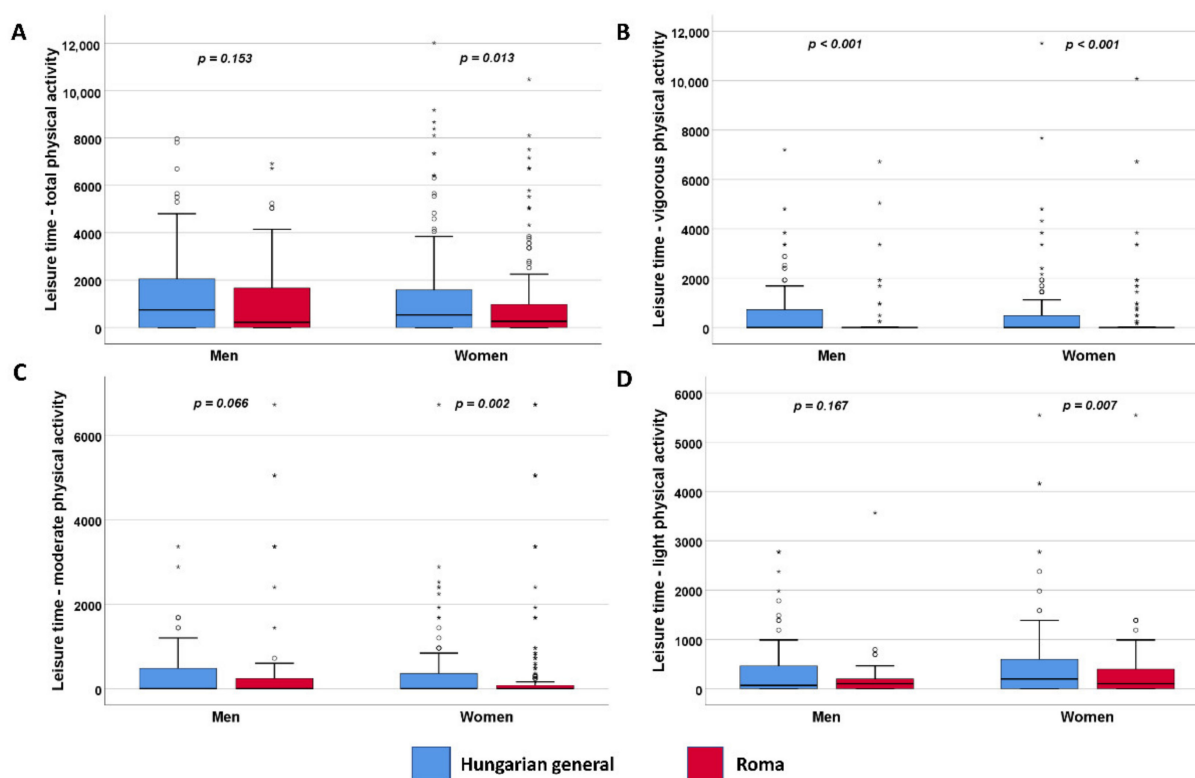 A
Leisure time - total physical activity
12,000
10,000
8000
6000
4000
2000
0
p = 0.153
p = 0.013
Men
Women
B
Leisure time - vigorous physical activity
12,000
10,000
8000
6000
4000
2000
0
p < 0.001
p < 0.001
Men
Women
C
Leisure time - moderate physical activity
6000
4000
2000
0
p = 0.066
p = 0.002
Men
Women
D
Leisure time - light physical activity
6000
5000
4000
3000
2000
1000
0
p = 0.167
p = 0.007
Men
Women
Hungarian general
Roma